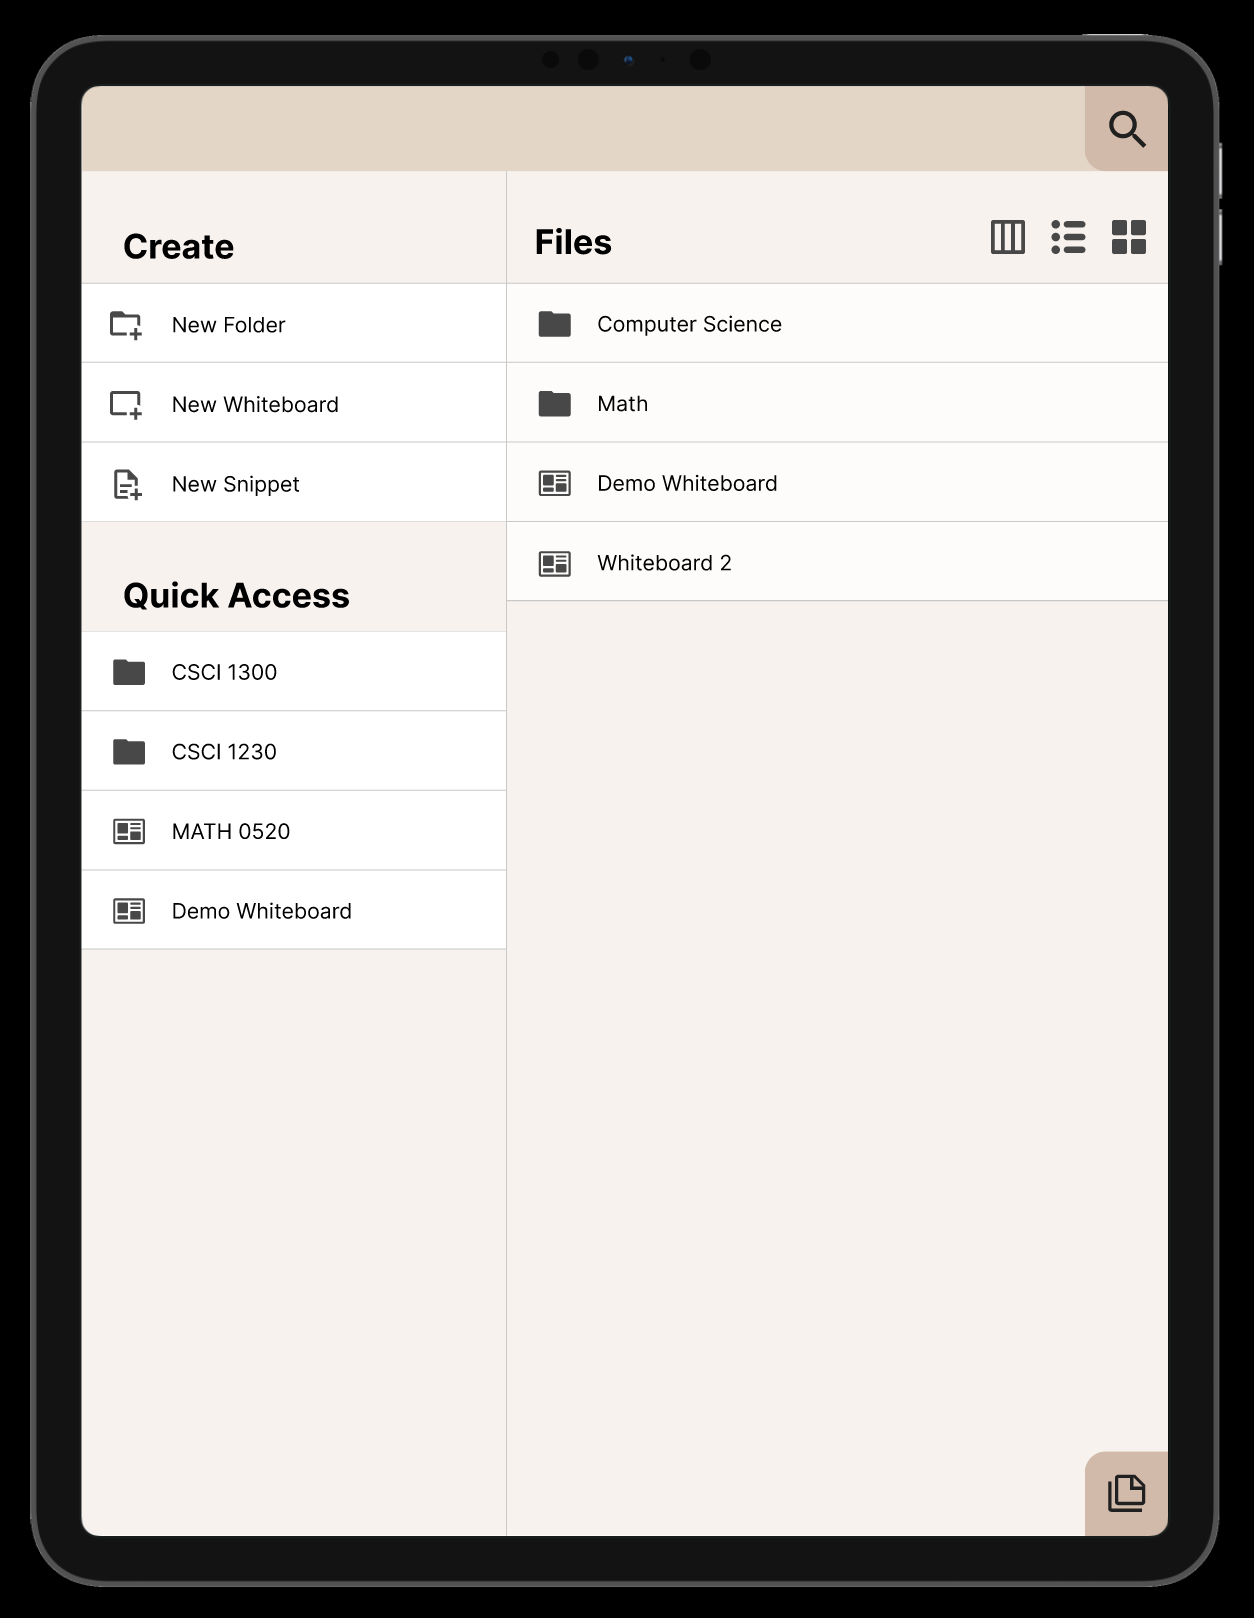 Create
New Folder
New Whiteboard
New Snippet
Quick Access
CSCI 1300
CSCI 1230
MATH 0520
Demo Whiteboard
Files
Computer Science
Math
Demo Whiteboard
Whiteboard 2